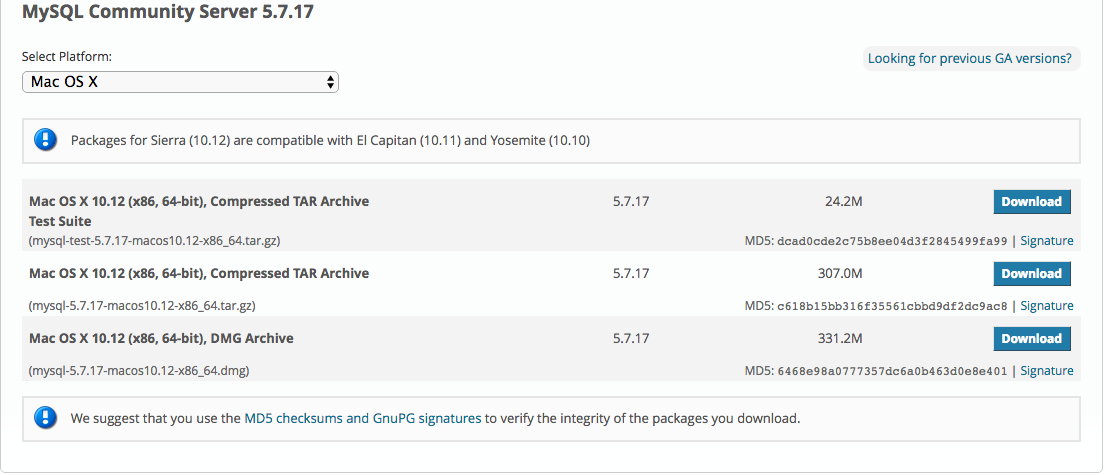 MySQL Community Server 5.7.17
Select Platform:
Looking for previous GA versions?
Mac OS X
Packages for Sierra (10.12) are compatible with El Capitan (10.11) and Yosemite (10.10)
Mac OS X 10.12 (x86, 64-bit), Compressed TAR Archive 5.7.17 24.2M Download
Test Suite
(mysql-test-5.7.17-macos10.12-x86_64.tar.gz) MD5: dcad0cde2c75b8ee04d3f2845499fa99 | Signature
Mac OS X 10.12 (x86, 64-bit), Compressed TAR Archive 5.7.17 307.0M Download
(mysql-5.7.17-macos10.12-x86_64.tar.gz) MD5: c618b15bb316f35561cbbd9df2dc9ac8 | Signature
Mac OS X 10.12 (x86, 64-bit), DMG Archive 5.7.17 331.2M Download
(mysql-5.7.17-macos10.12-x86_64.dmg) MD5: 6468e98a0777357dc6a0b463d0e8e401 | Signature
We suggest that you use the MD5 checksums and GnuPG signatures to verify the integrity of the packages you download.